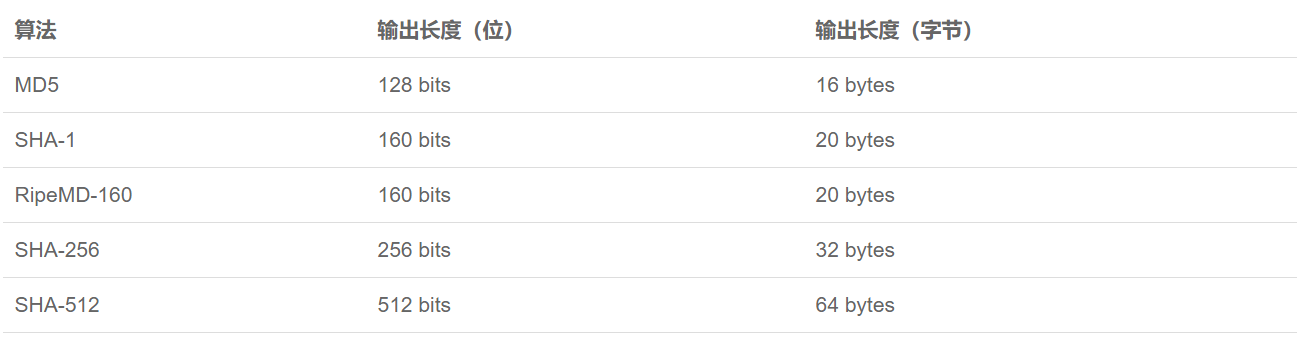 算法 输出长度（位） 输出长度（字节）
MD5 128 bits 16 bytes
SHA-1 160 bits 20 bytes
RipeMD-160 160 bits 20 bytes
SHA-256 256 bits 32 bytes
SHA-512 512 bits 64 bytes